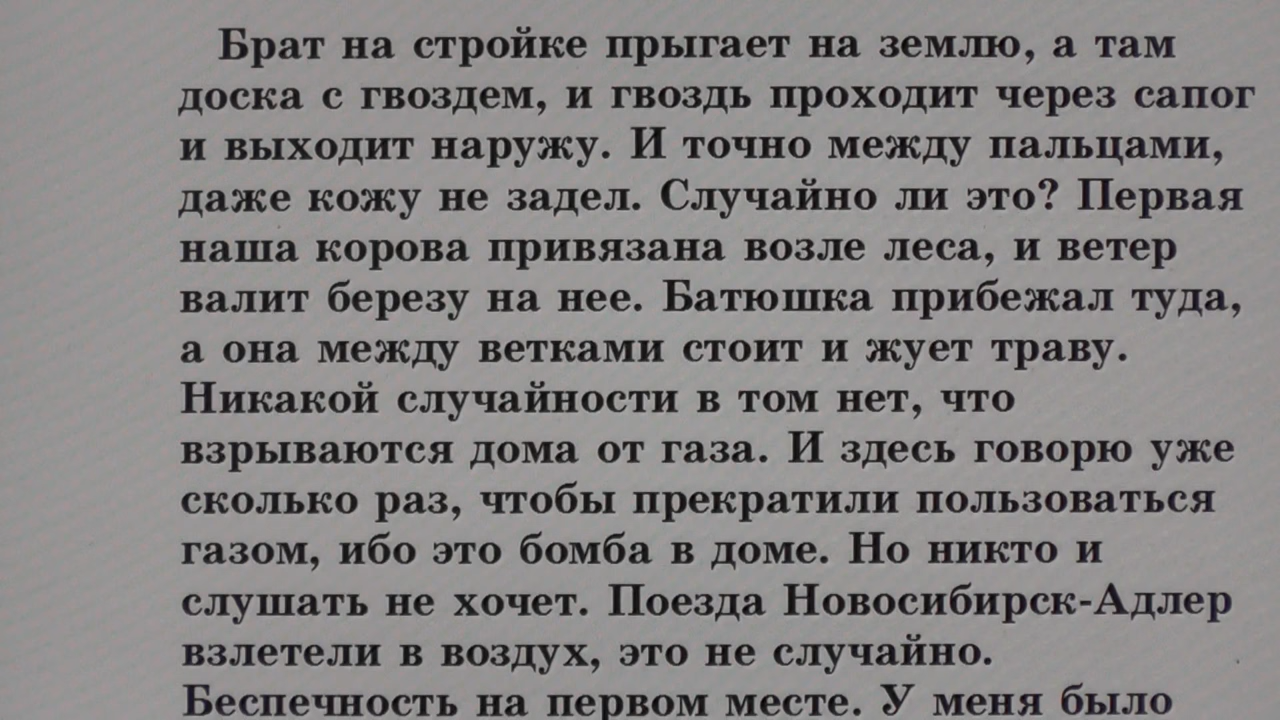 Брат на стройке прыгает на землю, а там
доска с гвоздем, и гвоздь проходит через сапог
и выходит наружу. И точно между пальцами,
даже кожу не задел. Случайно ли это? Первая
наша корова привязана возле леса, и ветер
валит березу на нее. Батюшка прибежал туда,
а она между ветками стоит и жует траву.
Никакой случайности в том нет, что
взрываются дома от газа. И здесь говорю уже
сколько раз, чтобы прекратили пользоваться
газом, ибо это бомба в доме. Но никто и
слушать не хочет. Поезда Новосибирск-Адлер
взлетели в воздух, это не случайно.
Беспечность на первом месте. У меня было